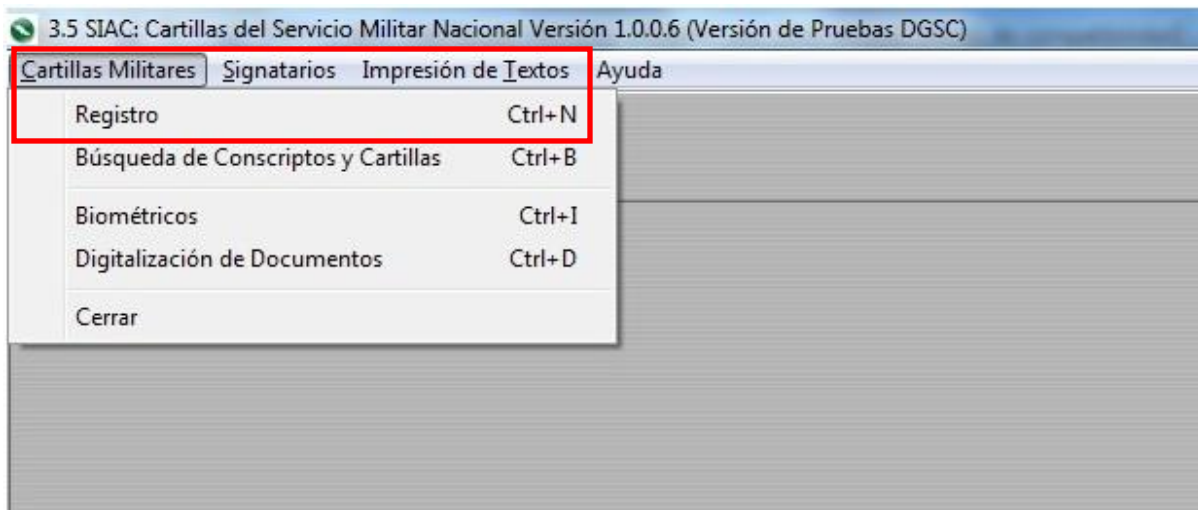 3.5 SIAC: Cartillas del Servicio Militar Nacional Versión 1.0.0.6 (Versión de Pruebas DGSC)
Cartillas Militares Signatarios Impresión de Textos Ayuda
Registro Ctrl+N
Búsqueda de Conscriptos y Cartillas Ctrl+B
Biométricos Ctrl+I
Digitalización de Documentos Ctrl+D
Cerrar